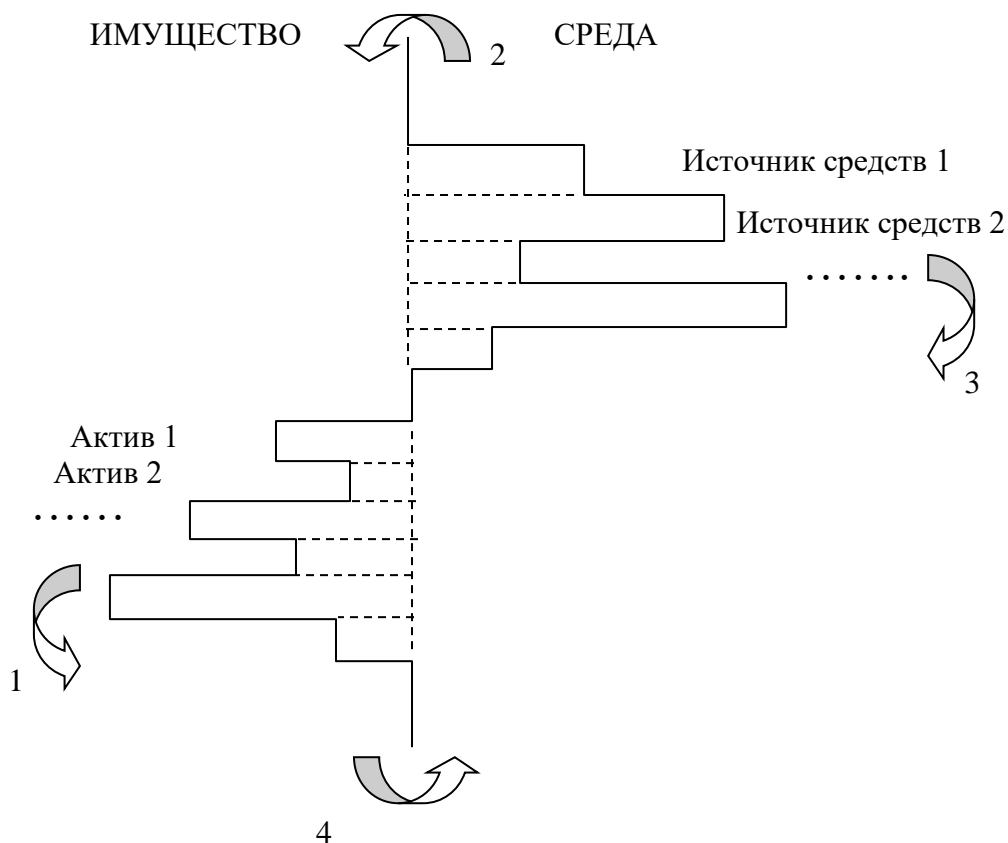 ИМУЩЕСТВО СРЕДА
2
Источник средств 1
Источник средств 2
.......
3
Актив 1
Актив 2
......
1
4